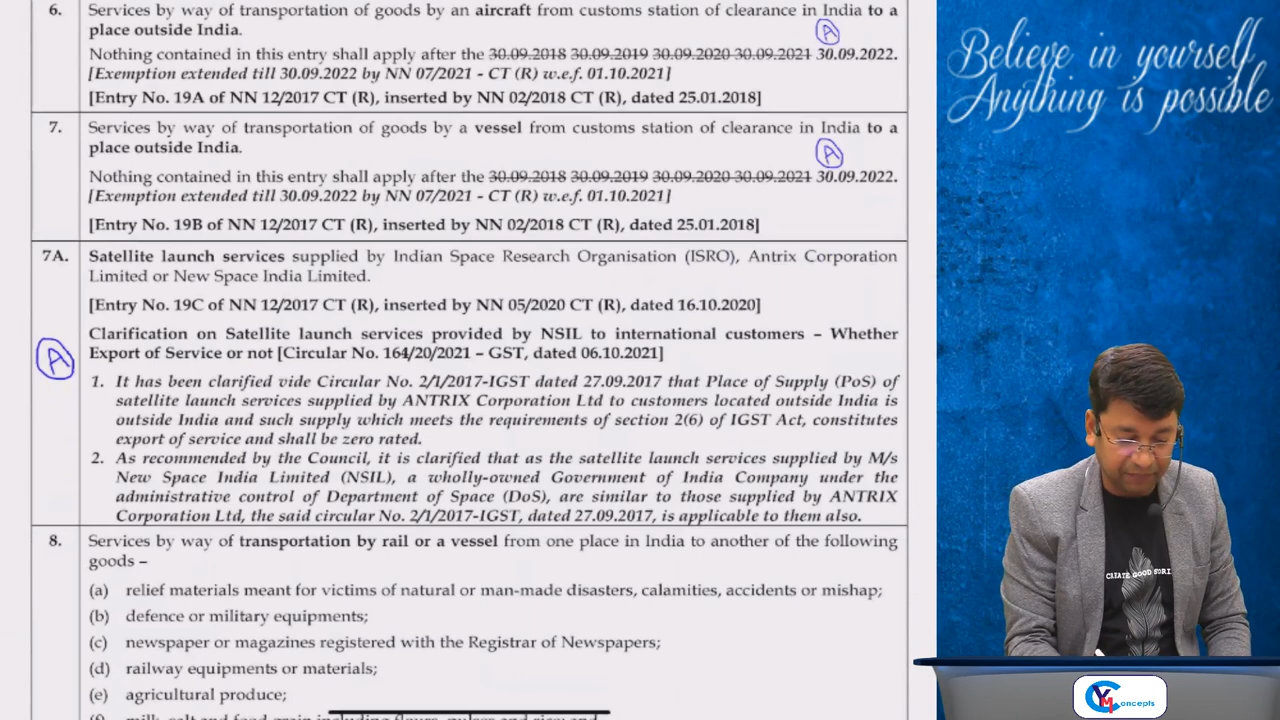 6. Services by way of transportation of goods by an aircraft from customs station of clearance in India to a
place outside India.
A
Nothing contained in this entry shall apply after the 30.09.2018 30.09.2019 30.09.2020 30.09.2021 30.09.2022.
[Exemption extended till 30.09.2022 by NN 07/2021 - CT (R) w.e.f. 01.10.2021]
[Entry No. 19A of NN 12/2017 CT (R), inserted by NN 02/2018 CT (R), dated 25.01.2018]
7. Services by way of transportation of goods by a vessel from customs station of clearance in India to a
place outside India.
A
Nothing contained in this entry shall apply after the 30.09.2018 30.09.2019 30.09.2020 30.09.2021 30.09.2022.
[Exemption extended till 30.09.2022 by NN 07/2021 - CT (R) w.e.f. 01.10.2021]
[Entry No. 19B of NN 12/2017 CT (R), inserted by NN 02/2018 CT (R), dated 25.01.2018]
7A. Satellite launch services supplied by Indian Space Research Organisation (ISRO), Antrix Corporation
Limited or New Space India Limited.
[Entry No. 19C of NN 12/2017 CT (R), inserted by NN 05/2020 CT (R), dated 16.10.2020]
Clarification on Satellite launch services provided by NSIL to international customers – Whether
Export of Service or not [Circular No. 164/20/2021 – GST, dated 06.10.2021]
A
1. It has been clarified vide Circular No. 2/1/2017-IGST dated 27.09.2017 that Place of Supply (PoS) of
satellite launch services supplied by ANTRIX Corporation Ltd to customers located outside India is
outside India and such supply which meets the requirements of section 2(6) of IGST Act, constitutes
export of service and shall be zero rated.
2. As recommended by the Council, it is clarified that as the satellite launch services supplied by M/s
New Space India Limited (NSIL), a wholly-owned Government of India Company under the
administrative control of Department of Space (DoS), are similar to those supplied by ANTRIX
Corporation Ltd, the said circular No. 2/1/2017-IGST, dated 27.09.2017, is applicable to them also.
8. Services by way of transportation by rail or a vessel from one place in India to another of the following
goods –
(a) relief materials meant for victims of natural or man-made disasters, calamities, accidents or mishap;
(b) defence or military equipments;
(c) newspaper or magazines registered with the Registrar of Newspapers;
(d) railway equipments or materials;
(e) agricultural produce;
(f) milk, salt and food grain including flours, pulses and rice; and
Believe in yourself
Anything is possible
CREATE GOOD
YM
Concepts